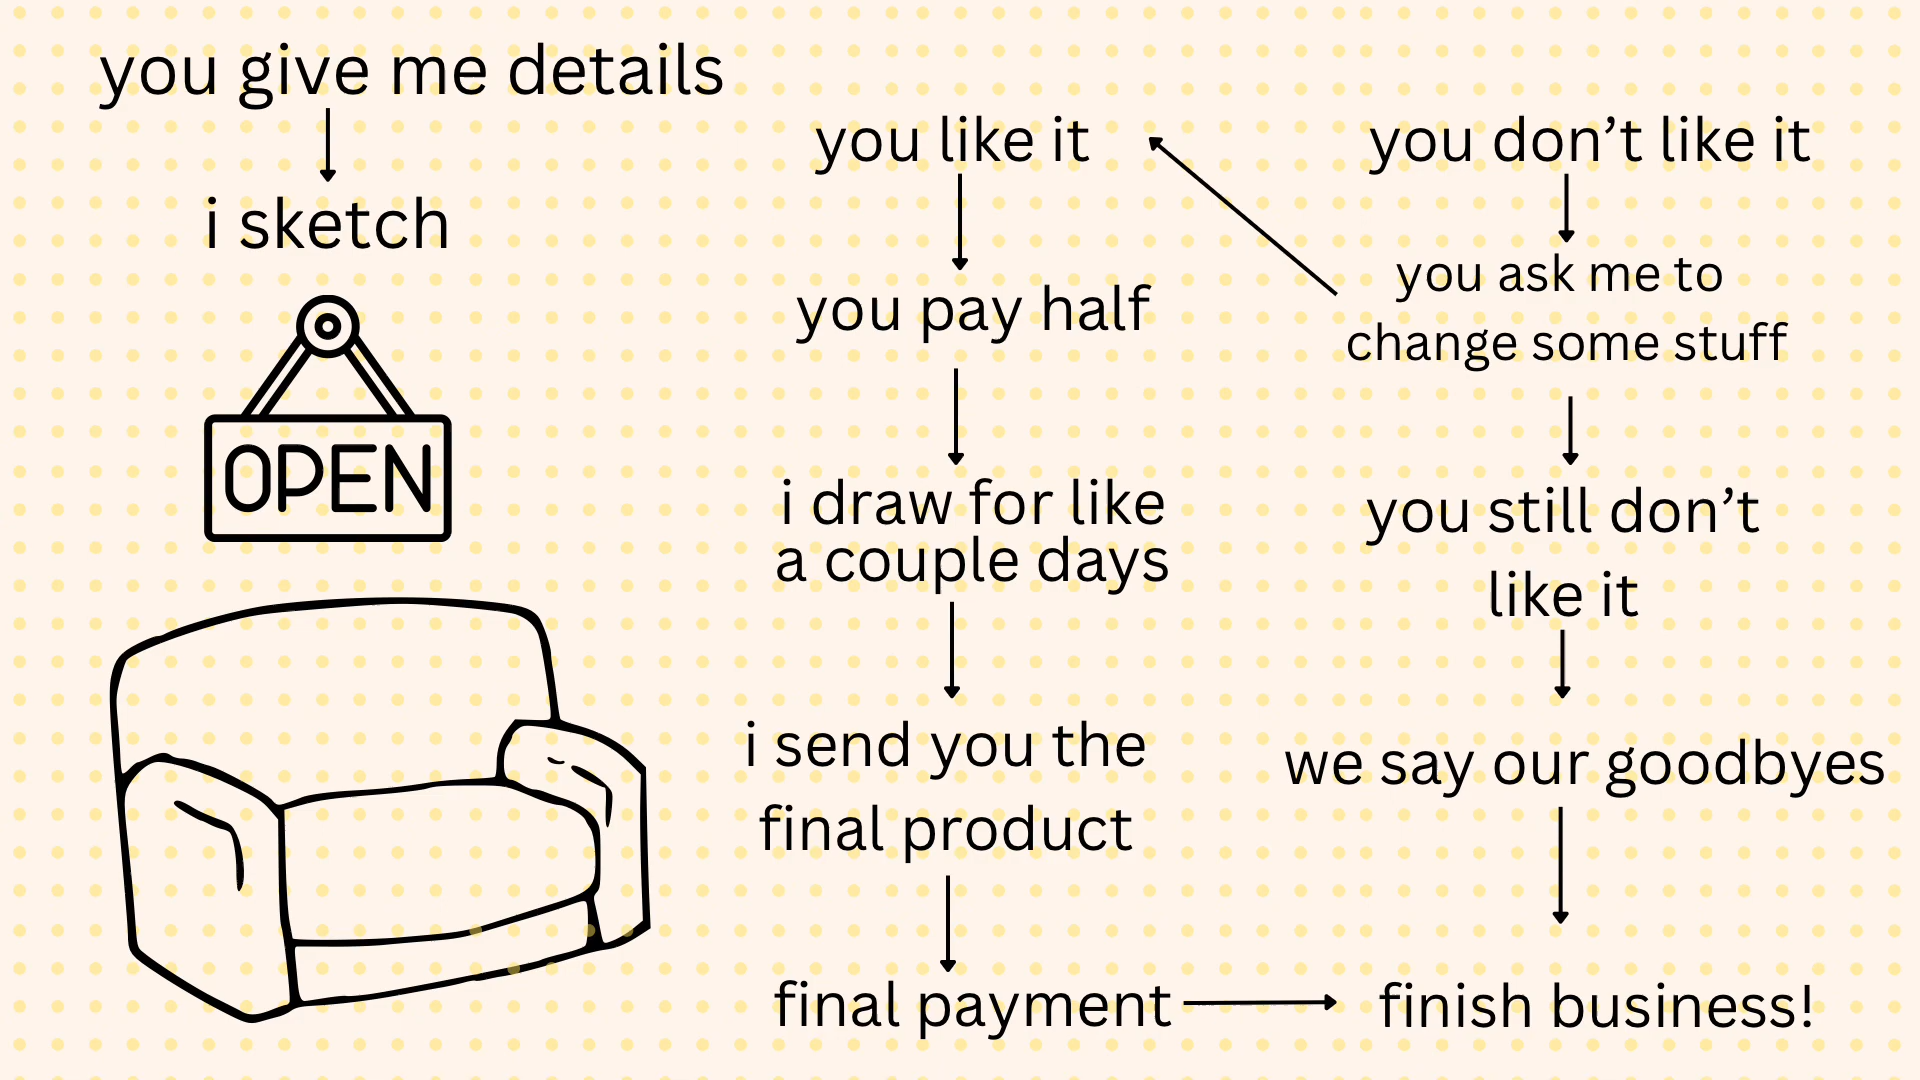 you give me details
i sketch
OPEN
you like it
you pay half
i draw for like
a couple days
i send you the
final product
final payment
you don’t like it
you ask me to
change some stuff
you still don’t
like it
we say our goodbyes
finish business!